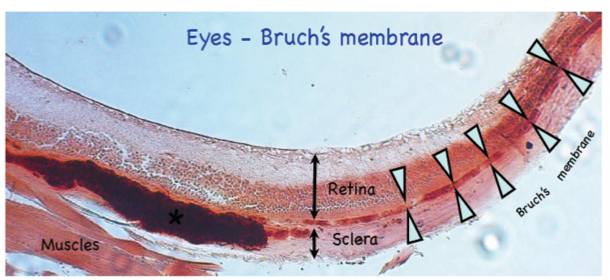 Eyes - Bruch's membrane
Retina
Sclera
Muscles
Bruch's membrane
*